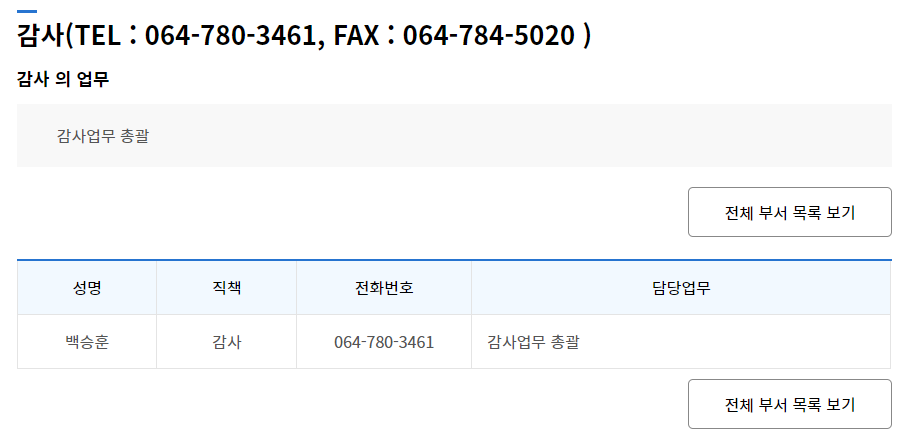 감사(TEL : 064-780-3461, FAX : 064-784-5020 )
감사 의 업무
감사업무 총괄
전체 부서 목록 보기
성명 직책 전화번호 담당업무
백승훈 감사 064-780-3461 감사업무 총괄
전체 부서 목록 보기